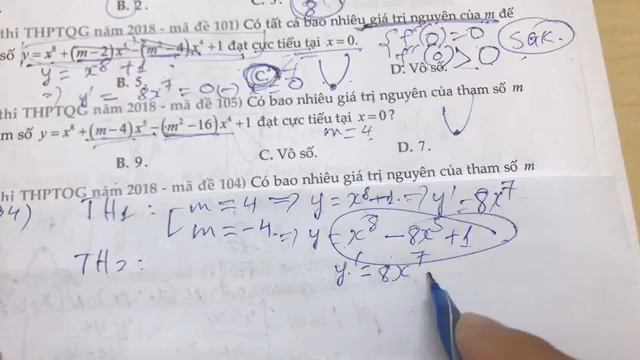 B. 2.
thi THPTQG năm 2018 - mã đề 101) Có tất cả bao nhiêu giá trị nguyên của m để
số y = x⁸ + (m−2)x⁵ − (m²−4)x⁴ + 1 đạt cực tiểu tại x = 0.
f'(0) = 0
f''(0) > 0
SGK.
y = x⁸ + 1
B. 5.
C.
D. Vô số.
=) y' = 8x⁷ = 0
thi THPTQG năm 2018 - mã đề 105) Có bao nhiêu giá trị nguyên của tham số m
m số y = x⁸ + (m−4)x⁵ − (m²−16)x⁴ + 1 đạt cực tiểu tại x = 0?
m = 4
B. 9.
C. Vô số.
D. 7.
thi THPTQG năm 2018 - mã đề 104) Có bao nhiêu giá trị nguyên của tham số m
TH1: m = 4 => y = x⁸ + 1 => y' = 8x⁷
m = −4 => y = x⁸ − 8x⁵ + 1
TH2:
y' = 8x⁷